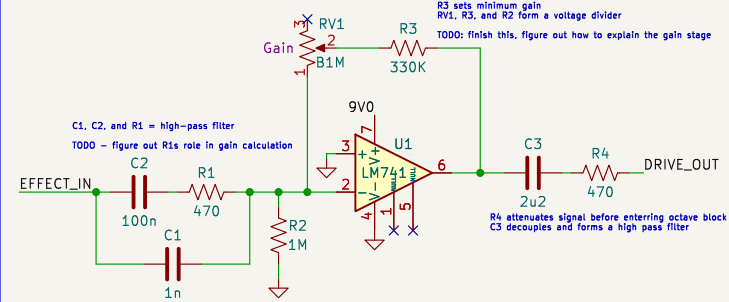 R3 sets minimum gain
RV1, R3, and R2 form a voltage divider
TODO: finish this, figure out how to explain the gain stage
3
RV1
R3
Gain
2
1
B1M
330K
9V0
C1, C2, and R1 = high-pass filter
TODO - figure out R1s role in gain calculation
7
U1
3
+
V+
C2
R1
C3
R4
LM741
6
DRIVE_OUT
EFFECT_IN
2
-
V-
NULL
NULL
100n
470
2u2
470
4
1
5
R2
1M
R4 attenuates signal before enterring octave block
C3 decouples and forms a high pass filter
C1
1n